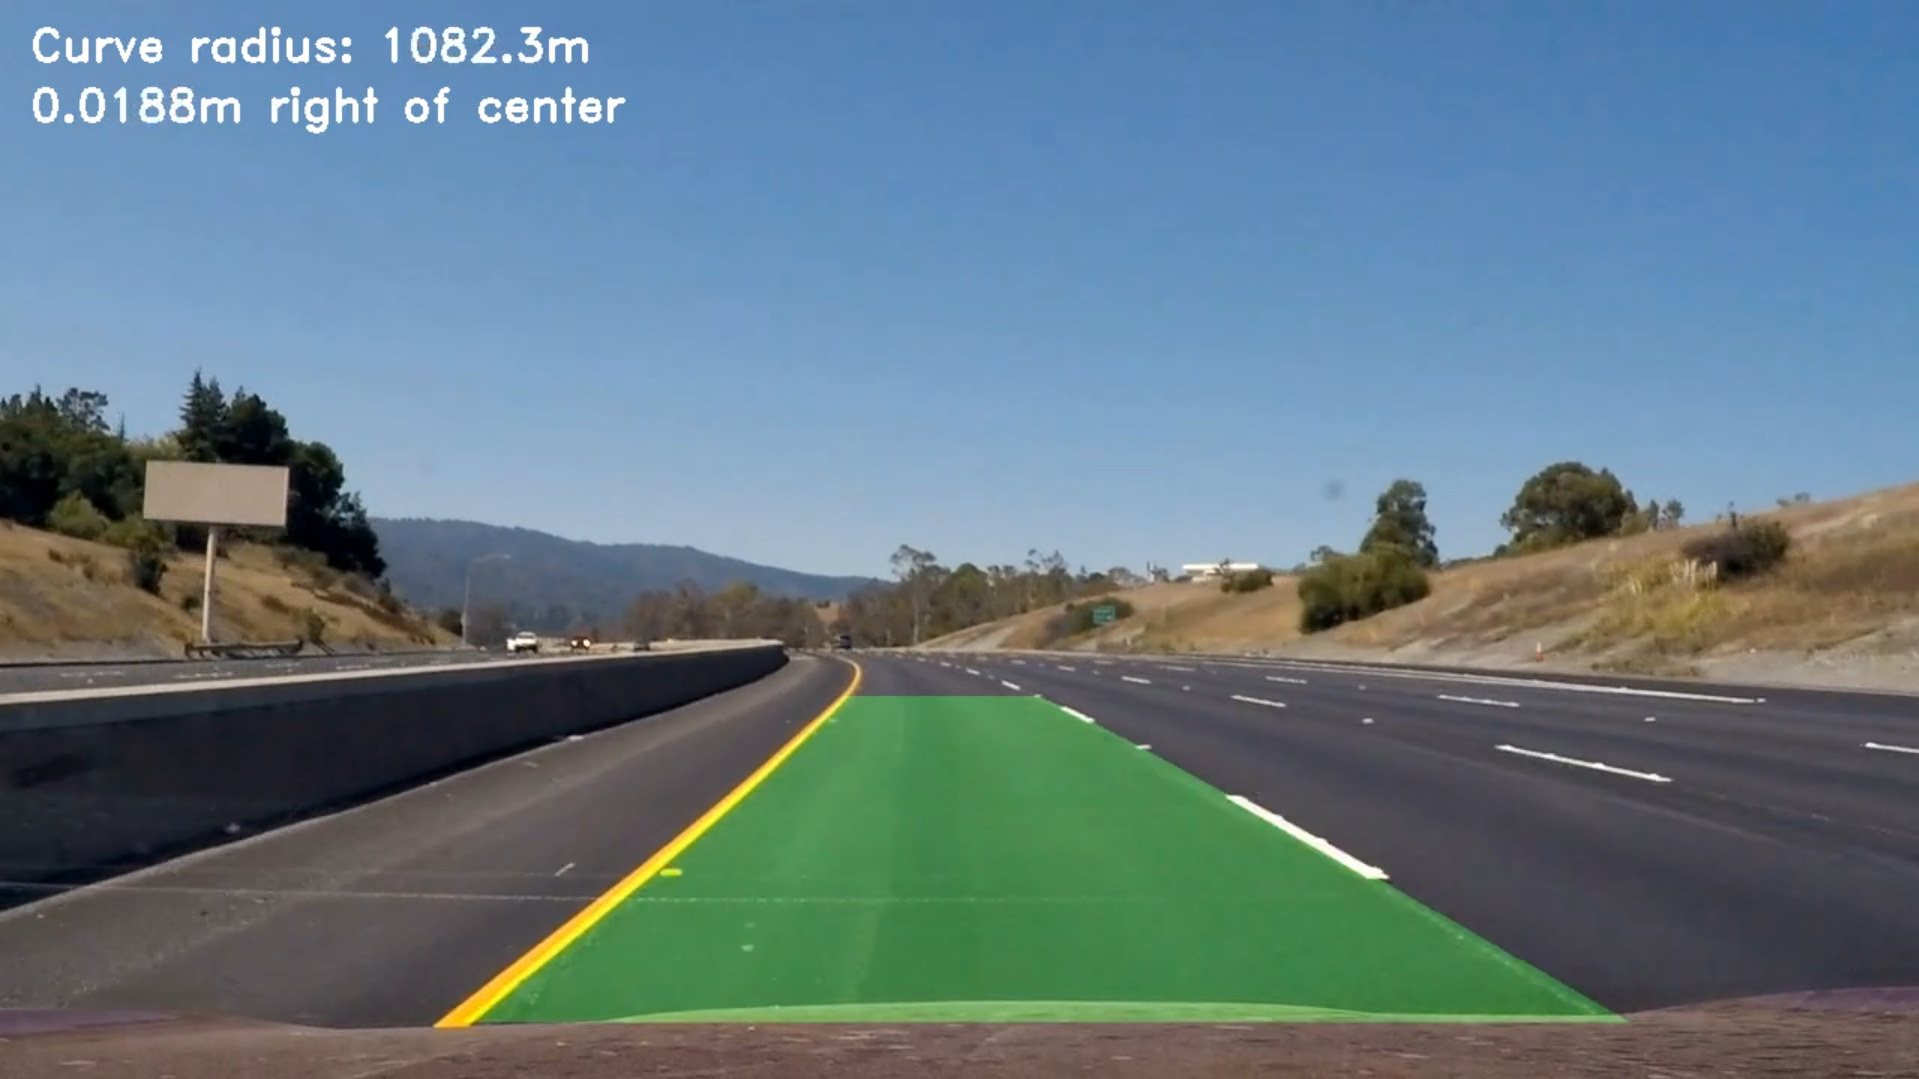 Curve radius: 1082.3m
0.0188m right of center